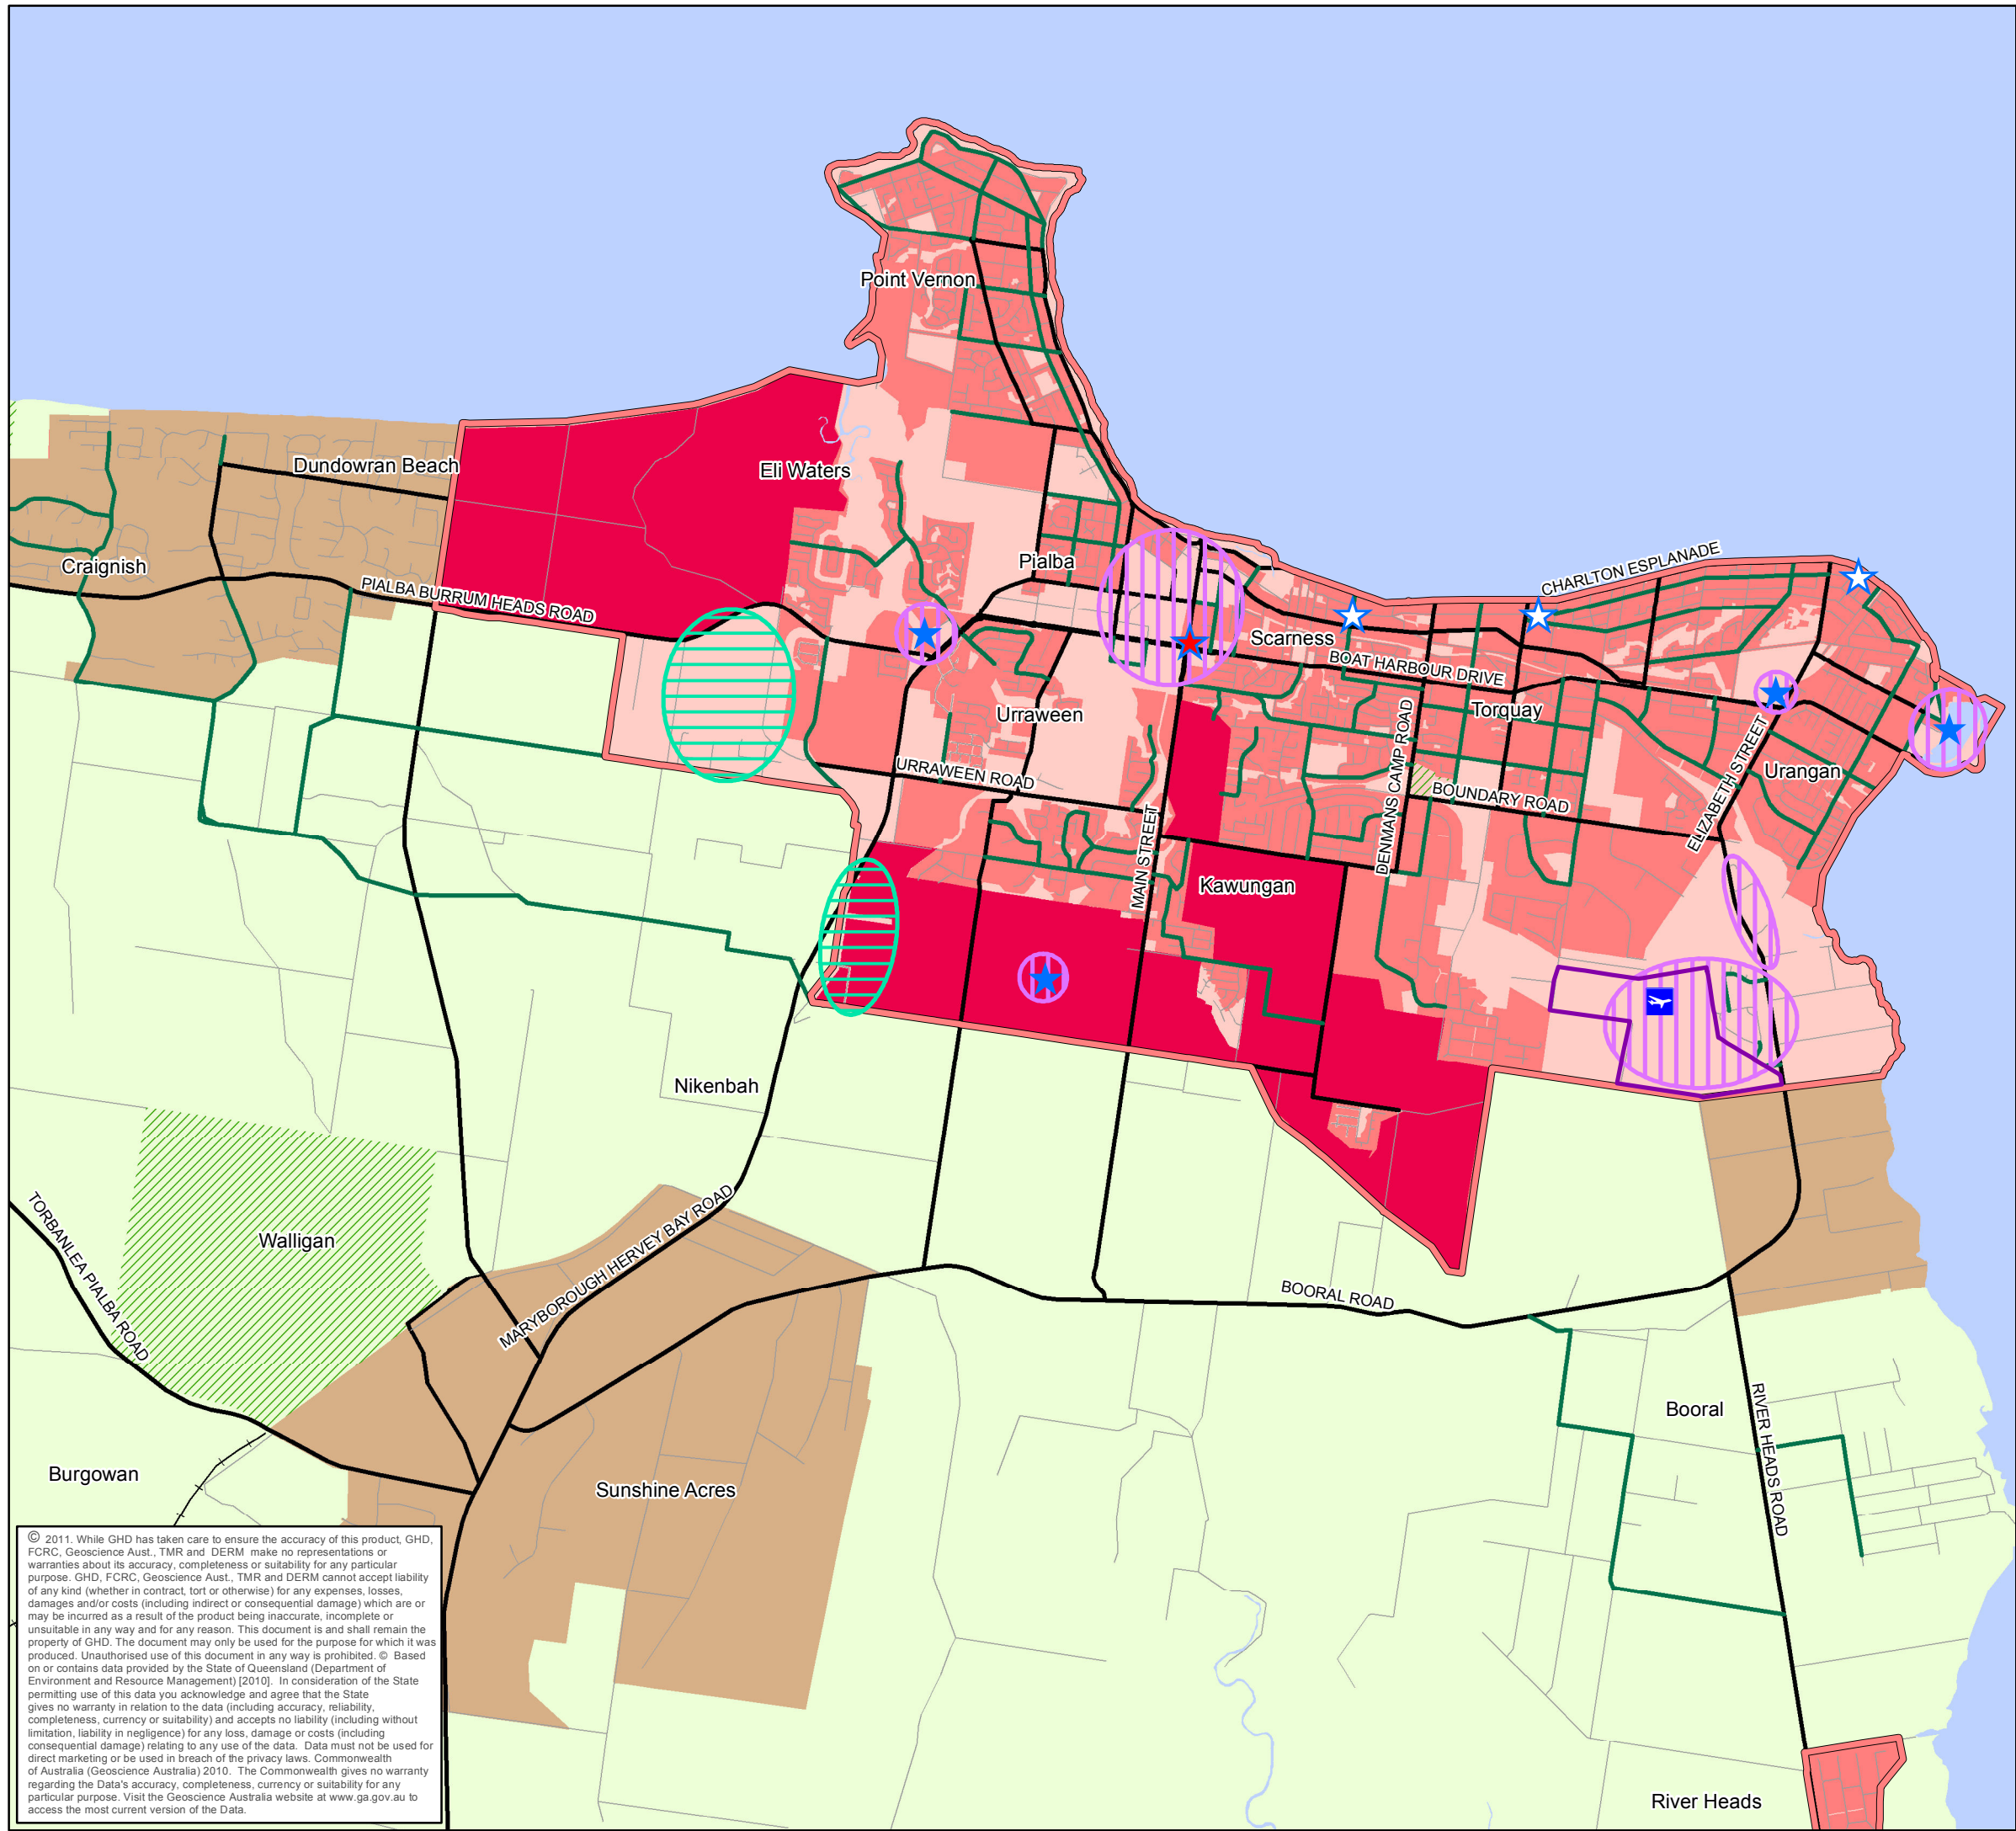 Point Vernon
Dundowran Beach
Eli Waters
CHARLTON ESPLANADE
Craignish
Pialba
PIALBA BURRUM HEADS ROAD
Scarness
BOAT HARBOUR DRIVE
Urraween
Torquay
DENMANS CAMP ROAD
ELIZABETH STREET
Urangan
URRAWEEN ROAD
BOUNDARY ROAD
MAIN STREET
Kawungan
Nikenbah
TORBANLEA PIALBA ROAD
Walligan
MARYBOROUGH HERVEY BAY ROAD
BOORAL ROAD
Booral
RIVER HEADS ROAD
Burgowan
Sunshine Acres
© 2011. While GHD has taken care to ensure the accuracy of this product, GHD,
FCRC, Geoscience Aust., TMR and DERM make no representations or
warranties about its accuracy, completeness or suitability for any particular
purpose. GHD, FCRC, Geoscience Aust., TMR and DERM cannot accept liability
of any kind (whether in contract, tort or otherwise) for any expenses, losses,
damages and/or costs (including indirect or consequential damage) which are or
may be incurred as a result of the product being inaccurate, incomplete or
unsuitable in any way and for any reason. This document is and shall remain the
property of GHD. The document may only be used for the purpose for which it was
produced. Unauthorised use of this document in any way is prohibited. © Based
on or contains data provided by the State of Queensland (Department of
Environment and Resource Management) [2010]. In consideration of the State
permitting use of this data you acknowledge and agree that the State
gives no warranty in relation to the data (including accuracy, reliability,
completeness, currency or suitability) and accepts no liability (including without
limitation, liability in negligence) for any loss, damage or costs (including
consequential damage) relating to any use of the data. Data must not be used for
direct marketing or be used in breach of the privacy laws. Commonwealth
of Australia (Geoscience Australia) 2010. The Commonwealth gives no warranty
regarding the Data's accuracy, completeness, currency or suitability for any
particular purpose. Visit the Geoscience Australia website at www.ga.gov.au to
access the most current version of the Data.
River Heads